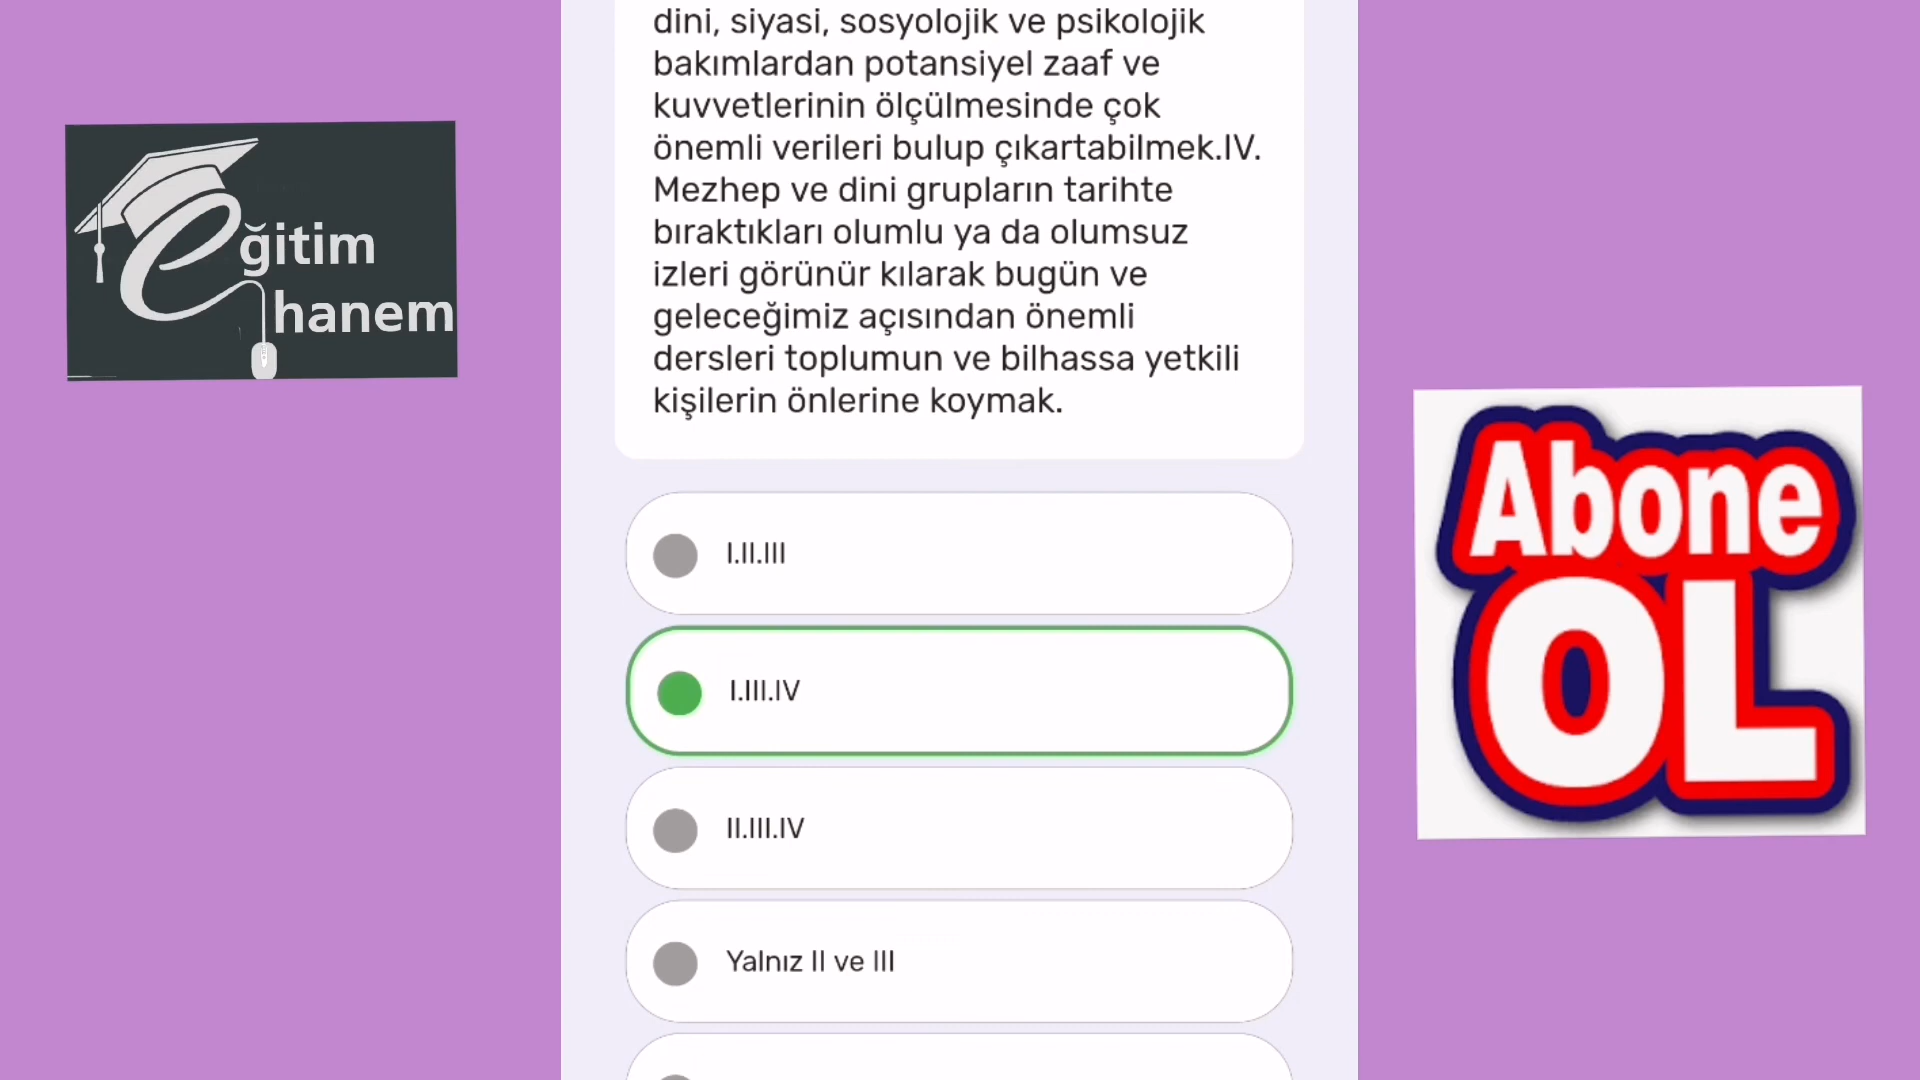 eğitim
hanem
dini, siyasi, sosyolojik ve psikolojik
bakımlardan potansiyel zaaf ve
kuvvetlerinin ölçülmesinde çok
önemli verileri bulup çıkartabilmek.IV.
Mezhep ve dini grupların tarihte
bıraktıkları olumlu ya da olumsuz
izleri görünür kılarak bugün ve
geleceğimiz açısından önemli
dersleri toplumun ve bilhassa yetkili
kişilerin önlerine koymak.
I.II.III
I.III.IV
II.III.IV
Yalnız II ve III
Abone
OL